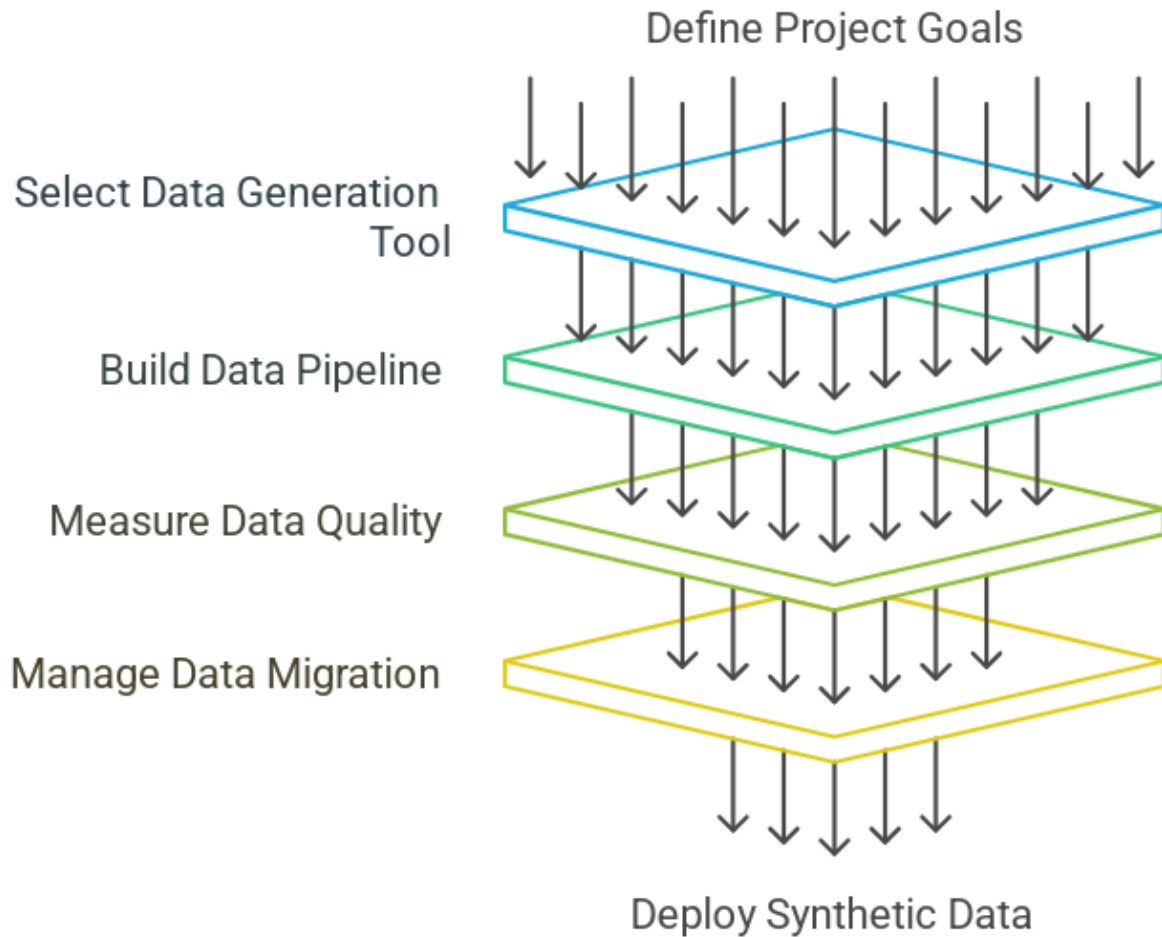 Define Project Goals
Select Data Generation
Tool
Build Data Pipeline
Measure Data Quality
Manage Data Migration
Deploy Synthetic Data